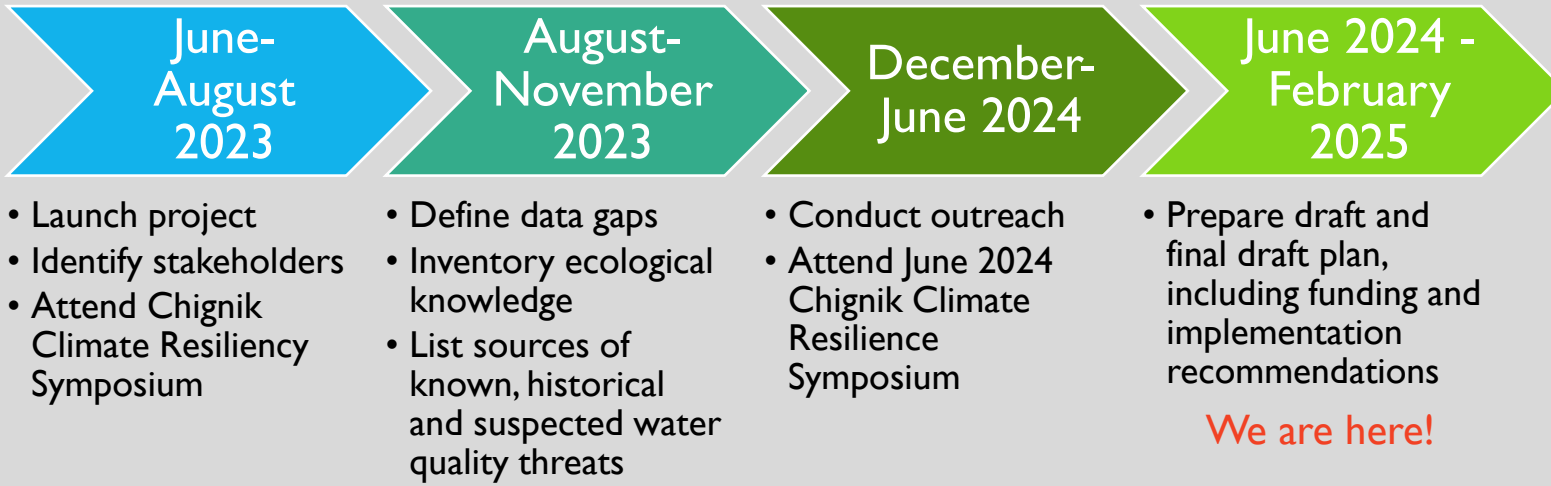 June-
August
2023
• Launch project
• Identify stakeholders
• Attend Chignik
Climate Resiliency
Symposium
August-
November
2023
• Define data gaps
• Inventory ecological
knowledge
• List sources of
known, historical
and suspected water
quality threats
December-
June 2024
• Conduct outreach
• Attend June 2024
Chignik Climate
Resilience
Symposium
June 2024 -
February
2025
• Prepare draft and
final draft plan,
including funding and
implementation
recommendations
We are here!